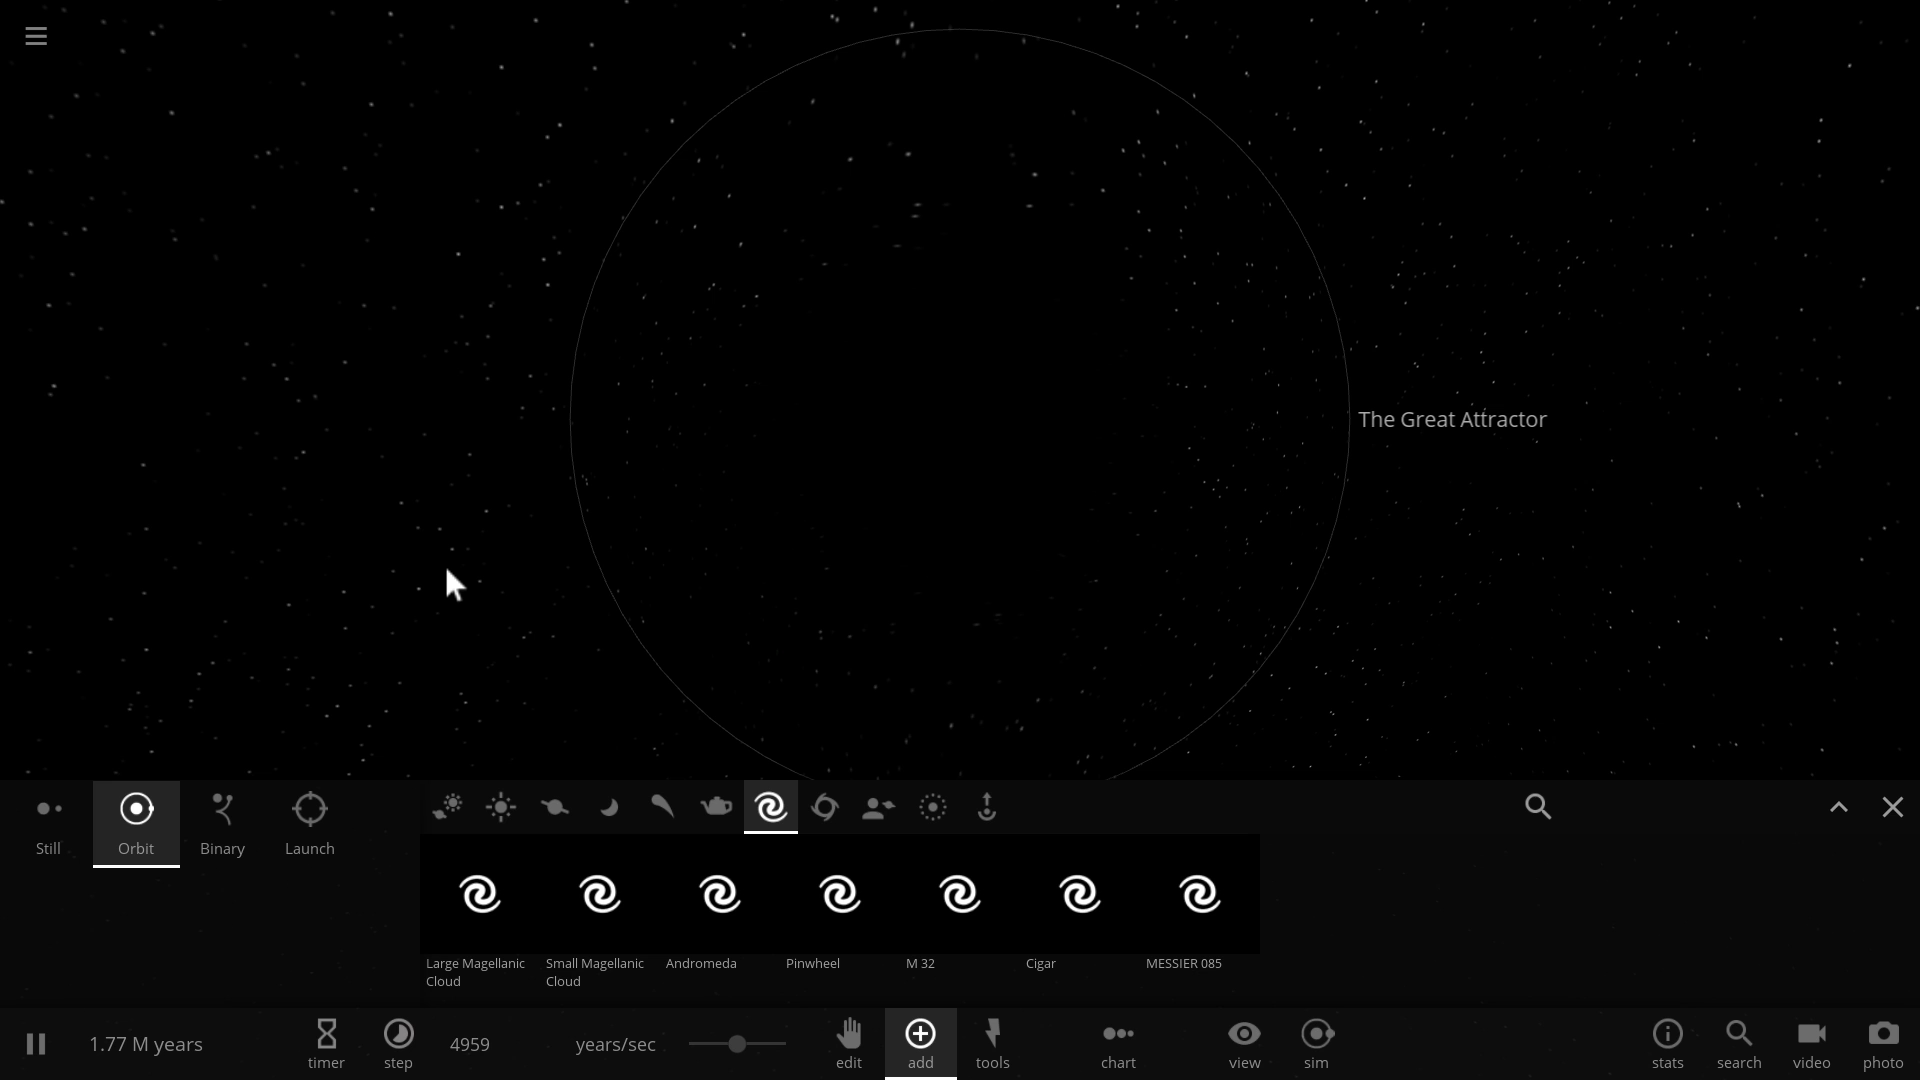 The Great Attractor
Still
Orbit
Binary
Launch
Large Magellanic
Cloud
Small Magellanic
Cloud
Andromeda
Pinwheel
M 32
Cigar
MESSIER 085
1.77 M years
timer
step
4959
years/sec
edit
add
tools
chart
view
sim
stats
search
video
photo